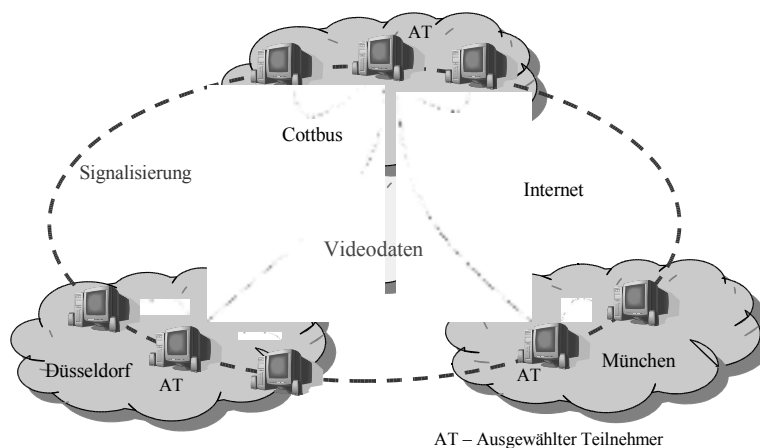 AT
Cottbus
Signalisierung
Internet
Videodaten
Düsseldorf
AT
AT
München
AT – Ausgewählter Teilnehmer